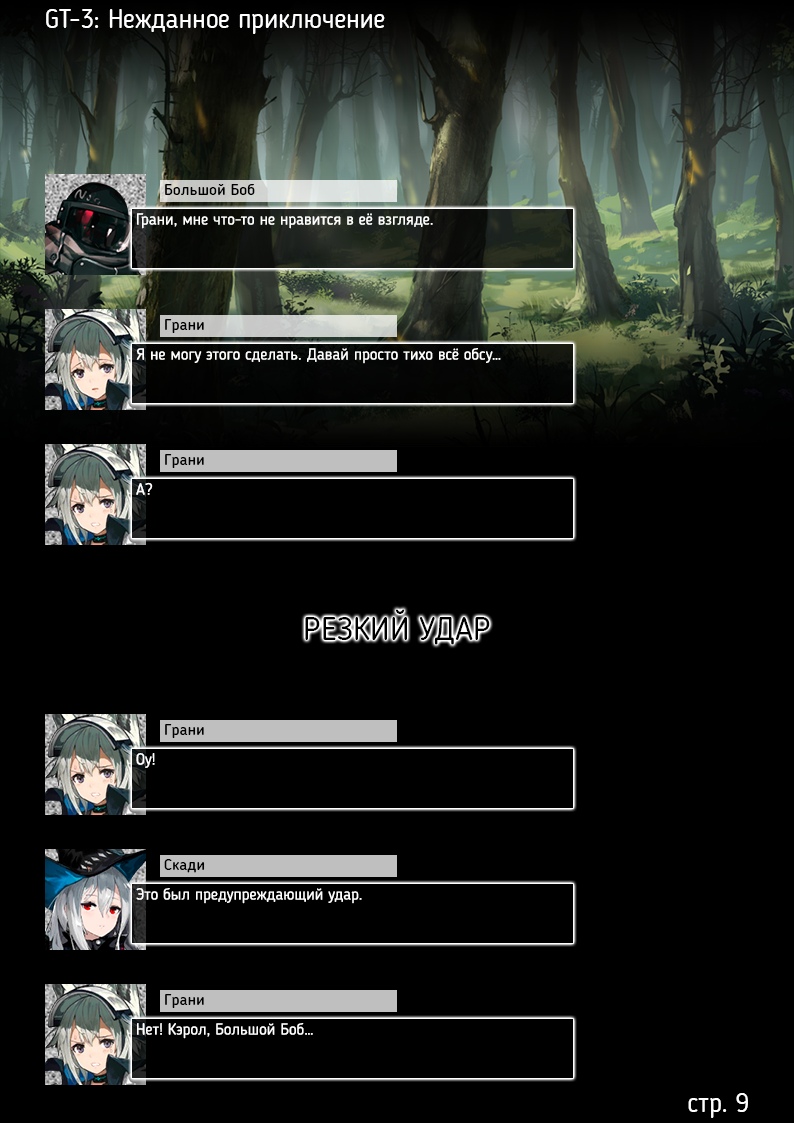 GT-3: Нежданное приключение
Большой Боб
Грани, мне что-то не нравится в её взгляде.
Грани
Я не могу этого сделать. Давай просто тихо всё обсу...
Грани
А?
РЕЗКИЙ УДАР
Грани
Оу!
Скади
Это был предупреждающий удар.
Грани
Нет! Кэрол, Большой Боб...
стр. 9